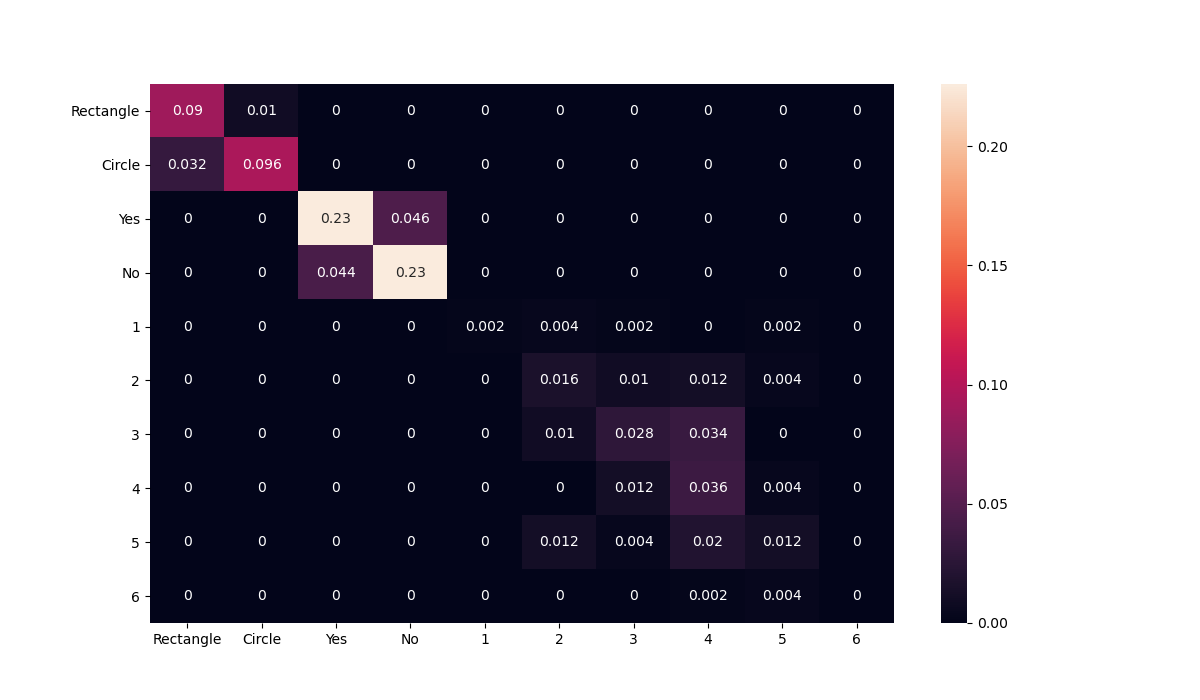 Rectangle 0.09 0.01 0 0 0 0 0 0 0 0
Circle 0.032 0.096 0 0 0 0 0 0 0 0
Yes 0 0 0.23 0.046 0 0 0 0 0 0
No 0 0 0.044 0.23 0 0 0 0 0 0
1 0 0 0 0 0.002 0.004 0.002 0 0.002 0
2 0 0 0 0 0 0.016 0.01 0.012 0.004 0
3 0 0 0 0 0 0.01 0.028 0.034 0 0
4 0 0 0 0 0 0 0.012 0.036 0.004 0
5 0 0 0 0 0 0.012 0.004 0.02 0.012 0
6 0 0 0 0 0 0 0 0.002 0.004 0
Rectangle Circle Yes No 1 2 3 4 5 6
0.20
0.15
0.10
0.05
0.00